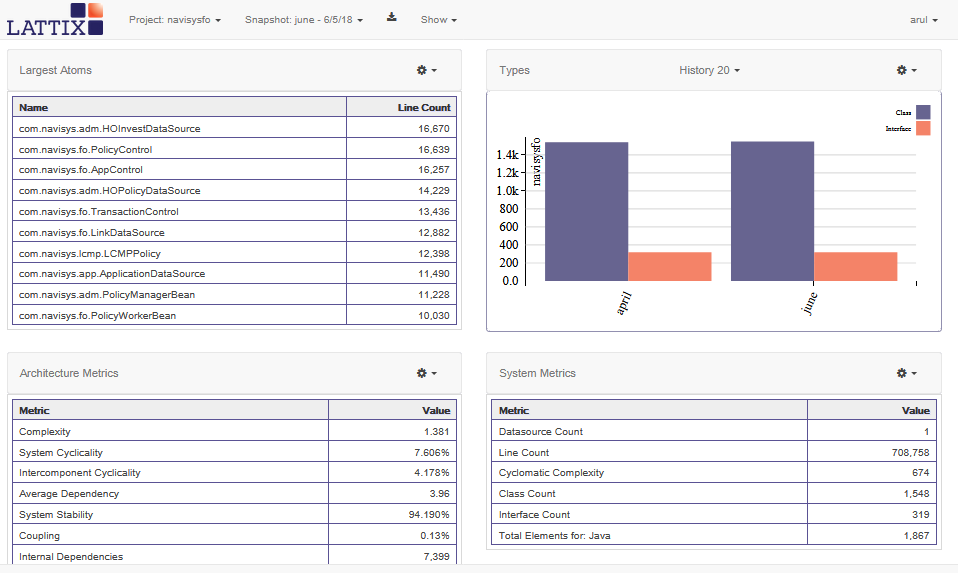 LATTIX
Project: navisysfo Snapshot: june - 6/5/18 Show arul
Largest Atoms
Name Line Count
com.navisys.adm.HOInvestDataSource 16,670
com.navisys.fo.PolicyControl 16,639
com.navisys.fo.AppControl 16,257
com.navisys.adm.HOPolicyDataSource 14,229
com.navisys.fo.TransactionControl 13,436
com.navisys.fo.LinkDataSource 12,882
com.navisys.lcmp.LCMPPolicy 12,398
com.navisys.app.ApplicationDataSource 11,490
com.navisys.adm.PolicyManagerBean 11,228
com.navisys.fo.PolicyWorkerBean 10,030
Types History 20
Class
Interface
navisysfo
1.4k
1.2k
1.0k
800
600
400
200
0.0
april june
Architecture Metrics
Metric Value
Complexity 1.381
System Cyclicality 7.606%
Intercomponent Cyclicality 4.178%
Average Dependency 3.96
System Stability 94.190%
Coupling 0.13%
Internal Dependencies 7,399
System Metrics
Metric Value
Datasource Count 1
Line Count 708,758
Cyclomatic Complexity 674
Class Count 1,548
Interface Count 319
Total Elements for: Java 1,867